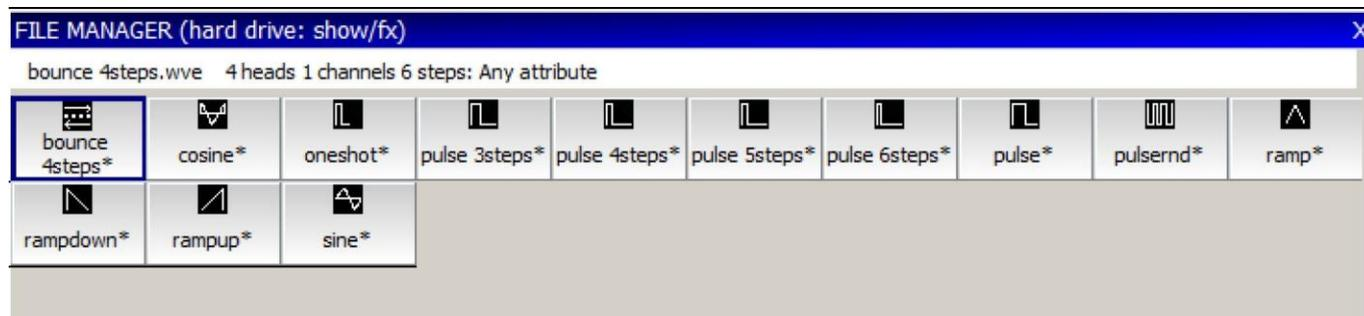 FILE MANAGER (hard drive: show/fx) X
bounce 4steps.wve 4 heads 1 channels 6 steps: Any attribute
bounce
4steps*
cosine*
oneshot*
pulse 3steps*
pulse 4steps*
pulse 5steps*
pulse 6steps*
pulse*
pulsernd*
ramp*
rampdown*
rampup*
sine*